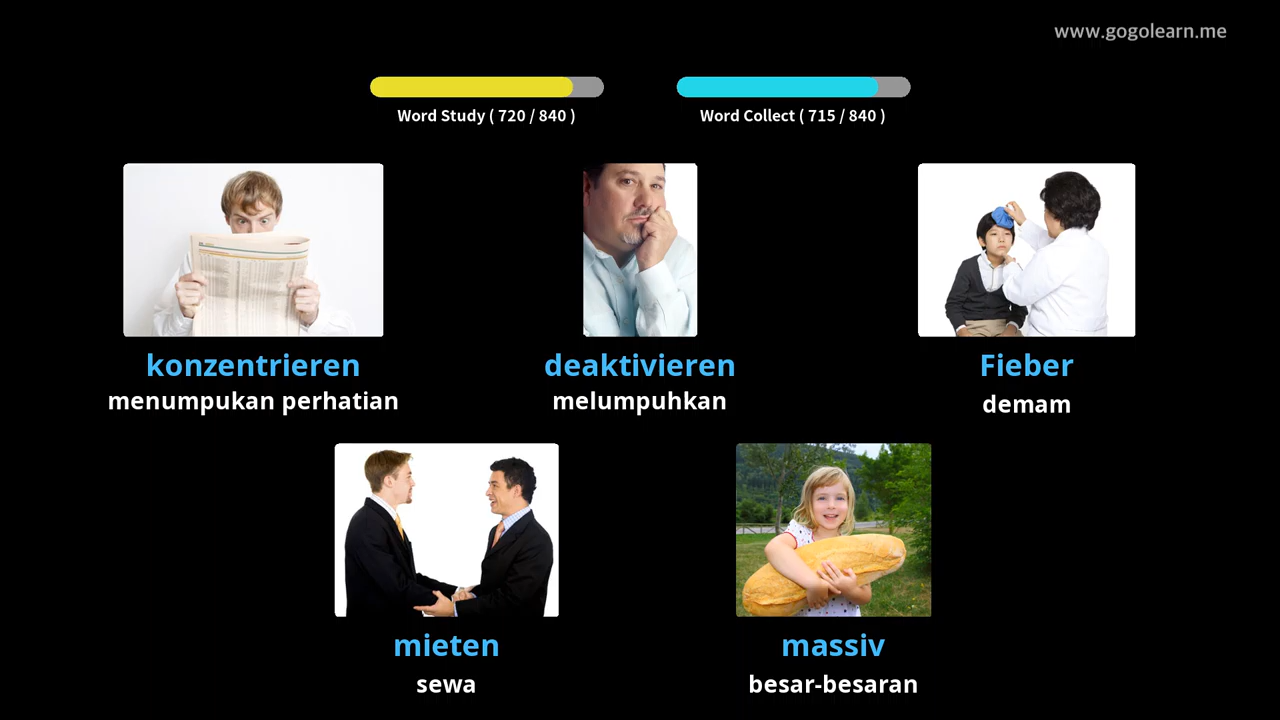 www.gogolearn.me
Word Study ( 720 / 840 )
Word Collect ( 715 / 840 )
konzentrieren
menumpukan perhatian
deaktivieren
melumpuhkan
Fieber
demam
mieten
sewa
massiv
besar-besaran